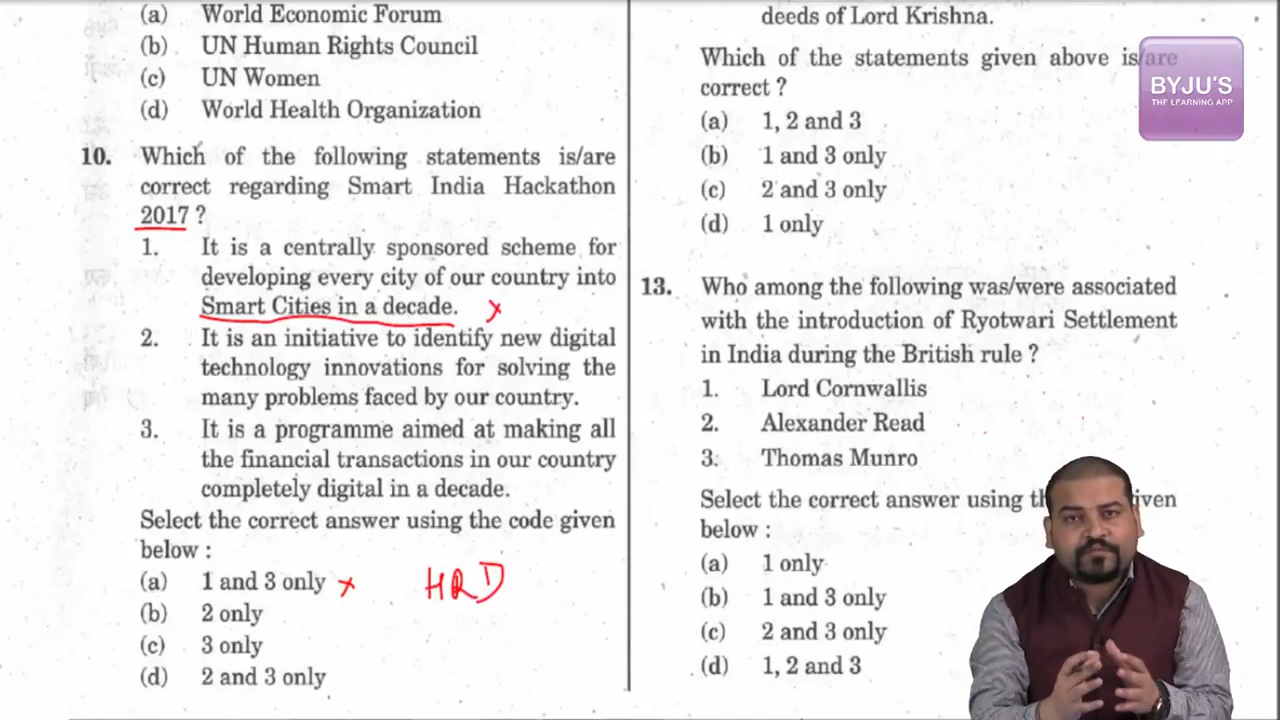 (a) World Economic Forum
(b) UN Human Rights Council
(c) UN Women
(d) World Health Organization
10. Which of the following statements is/are
correct regarding Smart India Hackathon
2017 ?
1. It is a centrally sponsored scheme for
developing every city of our country into
Smart Cities in a decade. x
2. It is an initiative to identify new digital
technology innovations for solving the
many problems faced by our country.
3. It is a programme aimed at making all
the financial transactions in our country
completely digital in a decade.
Select the correct answer using the code given
below :
(a) 1 and 3 only x HRD
(b) 2 only
(c) 3 only
(d) 2 and 3 only
deeds of Lord Krishna.
Which of the statements given above is/are
correct ?
(a) 1, 2 and 3
(b) 1 and 3 only
(c) 2 and 3 only
(d) 1 only
13. Who among the following was/were associated
with the introduction of Ryotwari Settlement
in India during the British rule ?
1. Lord Cornwallis
2. Alexander Read
3. Thomas Munro
Select the correct answer using
below :
(a) 1 only
(b) 1 and 3 only
(c) 2 and 3 only
(d) 1, 2 and 3
BYJU'S
THE LEARNING APP